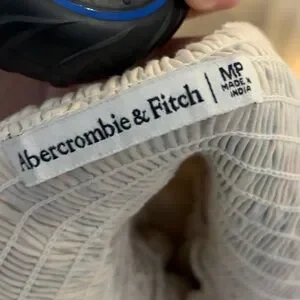 Abercrombie & Fitch
MP
MADE IN
INDIA